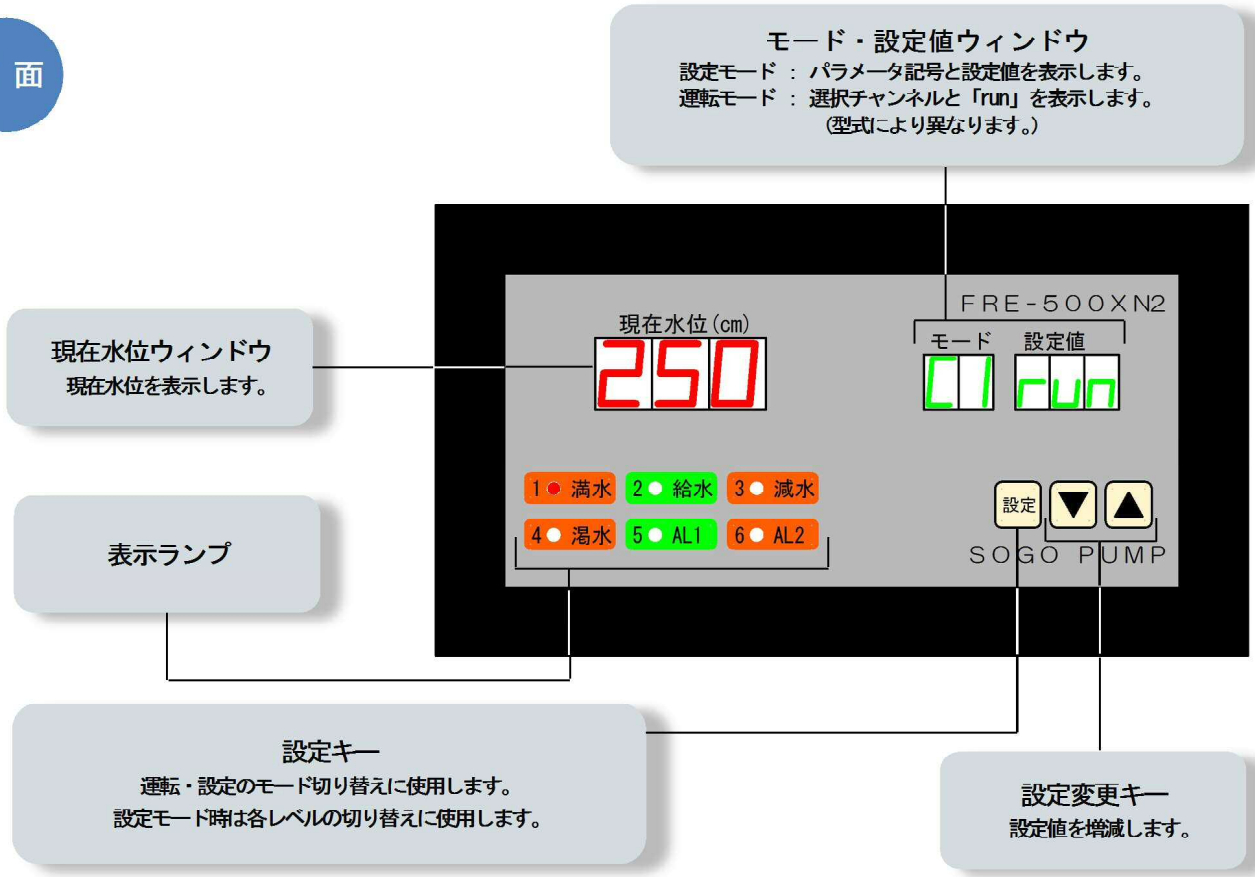 面
モード・設定値ウィンドウ
設定モード : パラメータ記号と設定値を表示します。
運転モード : 選択チャンネルと「run」を表示します。
(型式により異なります。)
FRE-500XN2
現在水位(cm)
モード 設定値
250
C1 run
現在水位ウィンドウ
現在水位を表示します。
1 満水 2 給水 3 減水
4 渇水 5 AL1 6 AL2
設定 ▼ ▲
SOGO PUMP
表示ランプ
設定キー
運転・設定のモード切り替えに使用します。
設定モード時は各レベルの切り替えに使用します。
設定変更キー
設定値を増減します。